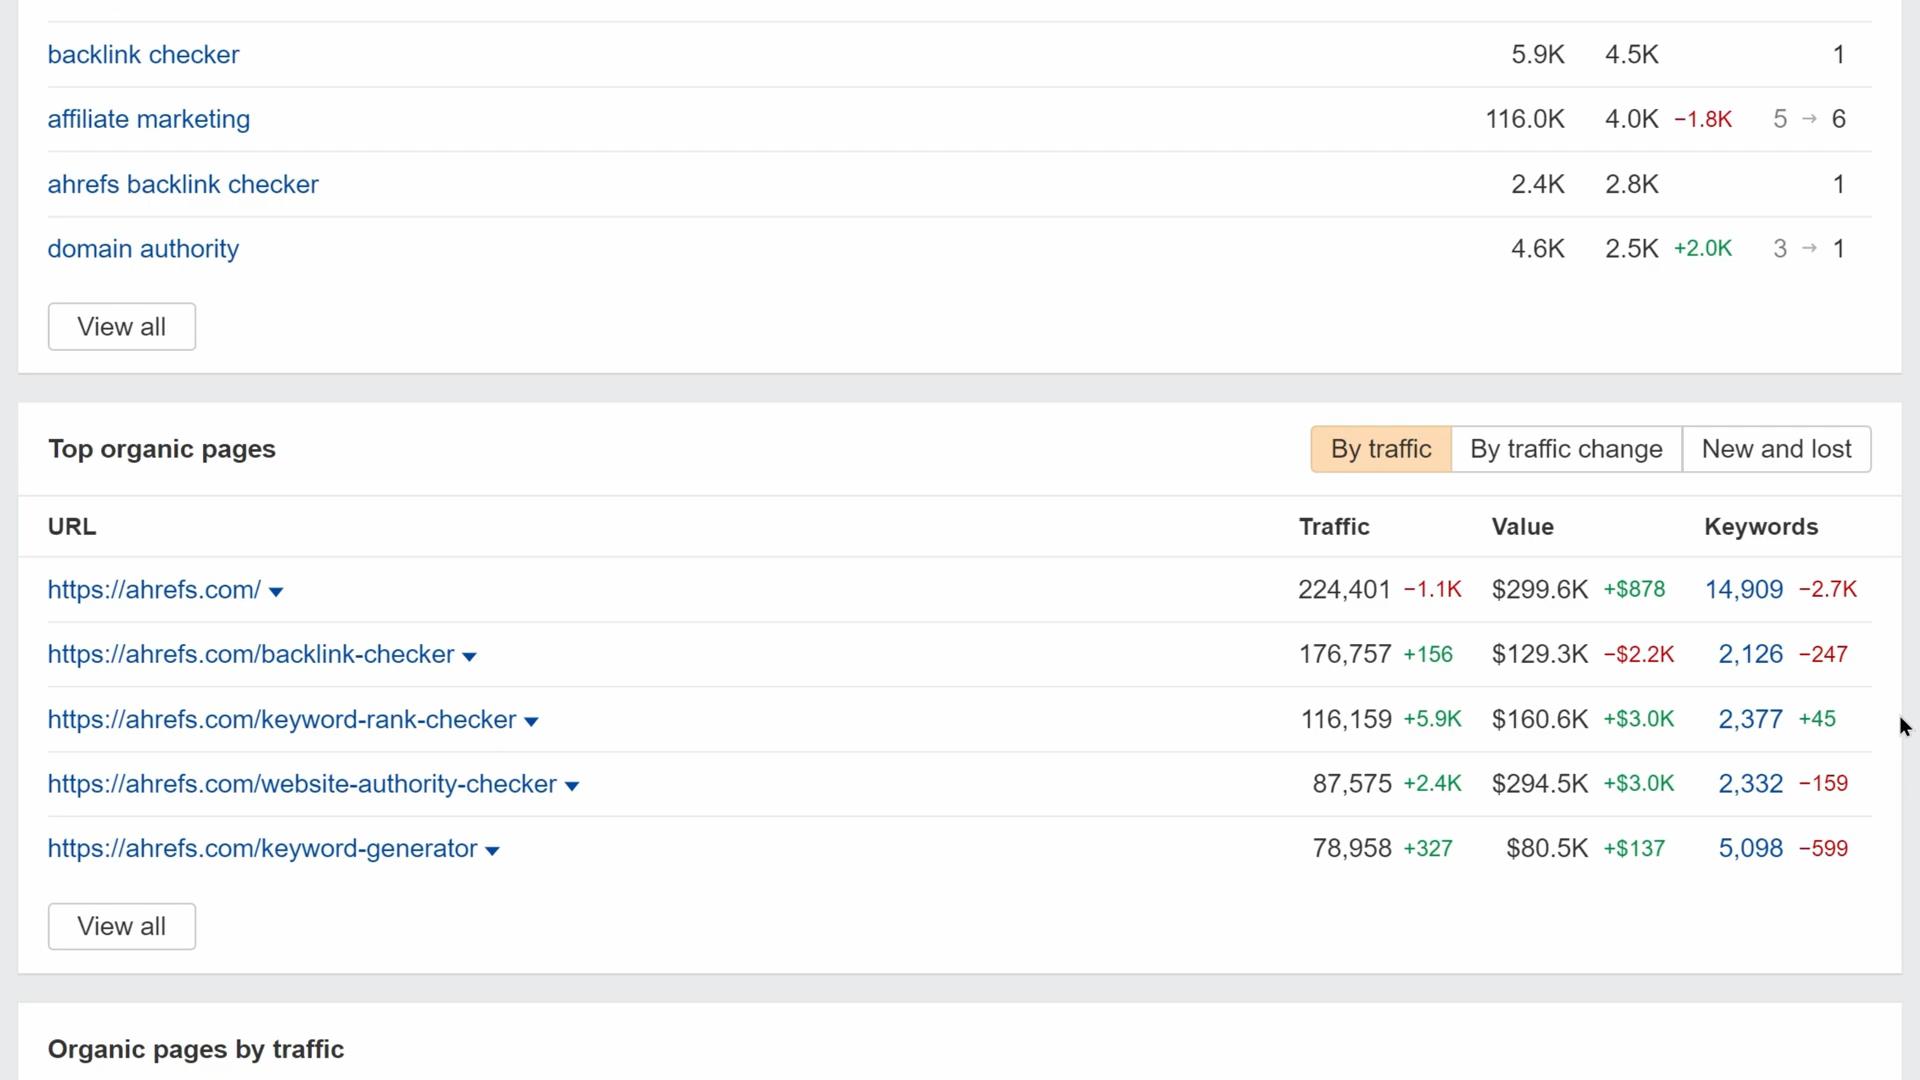 backlink checker 5.9K 4.5K 1
affiliate marketing 116.0K 4.0K −1.8K 5 → 6
ahrefs backlink checker 2.4K 2.8K 1
domain authority 4.6K 2.5K +2.0K 3 → 1
View all
Top organic pages By traffic By traffic change New and lost
URL Traffic Value Keywords
https://ahrefs.com/ 224,401 −1.1K $299.6K +$878 14,909 −2.7K
https://ahrefs.com/backlink-checker 176,757 +156 $129.3K −$2.2K 2,126 −247
https://ahrefs.com/keyword-rank-checker 116,159 +5.9K $160.6K +$3.0K 2,377 +45
https://ahrefs.com/website-authority-checker 87,575 +2.4K $294.5K +$3.0K 2,332 −159
https://ahrefs.com/keyword-generator 78,958 +327 $80.5K +$137 5,098 −599
View all
Organic pages by traffic